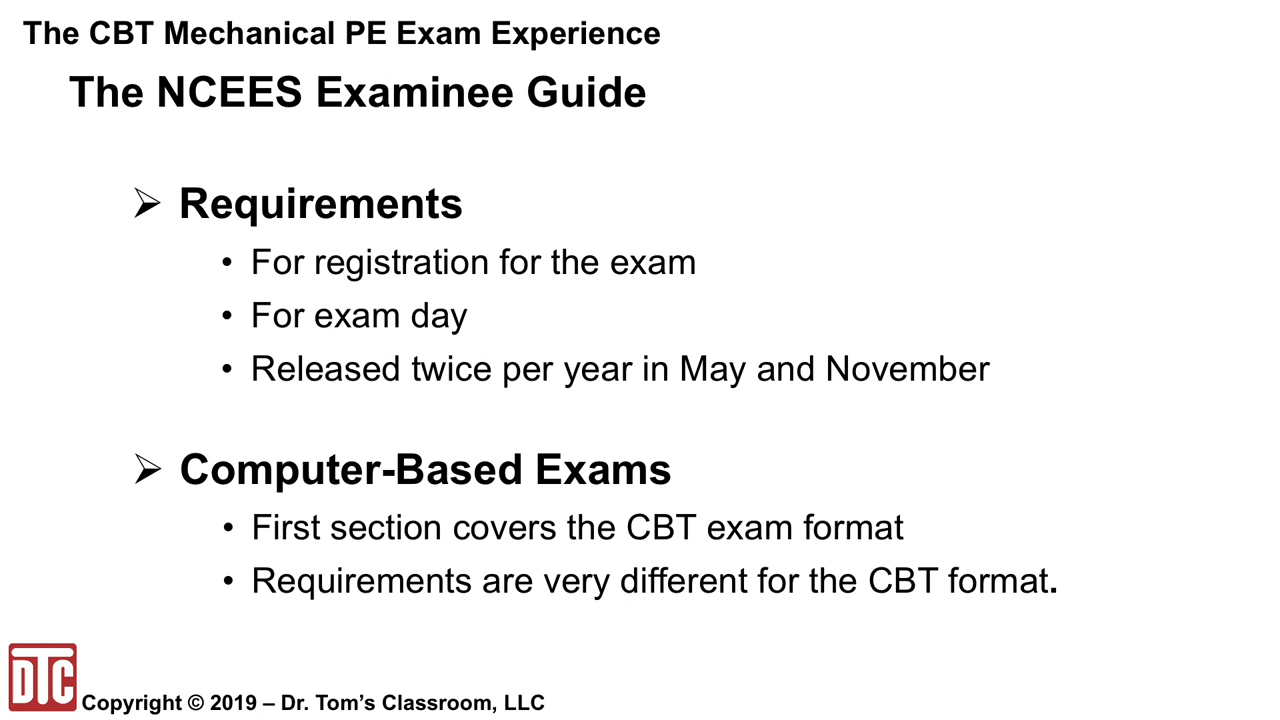 The CBT Mechanical PE Exam Experience
The NCEES Examinee Guide
➢ Requirements
• For registration for the exam
• For exam day
• Released twice per year in May and November
➢ Computer-Based Exams
• First section covers the CBT exam format
• Requirements are very different for the CBT format.
DTC
Copyright © 2019 – Dr. Tom’s Classroom, LLC